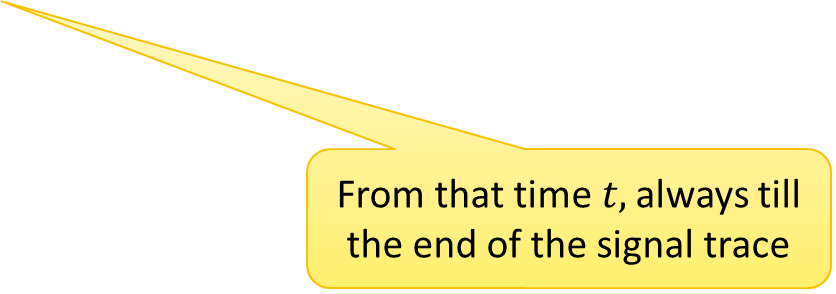 From that time t, always till
the end of the signal trace